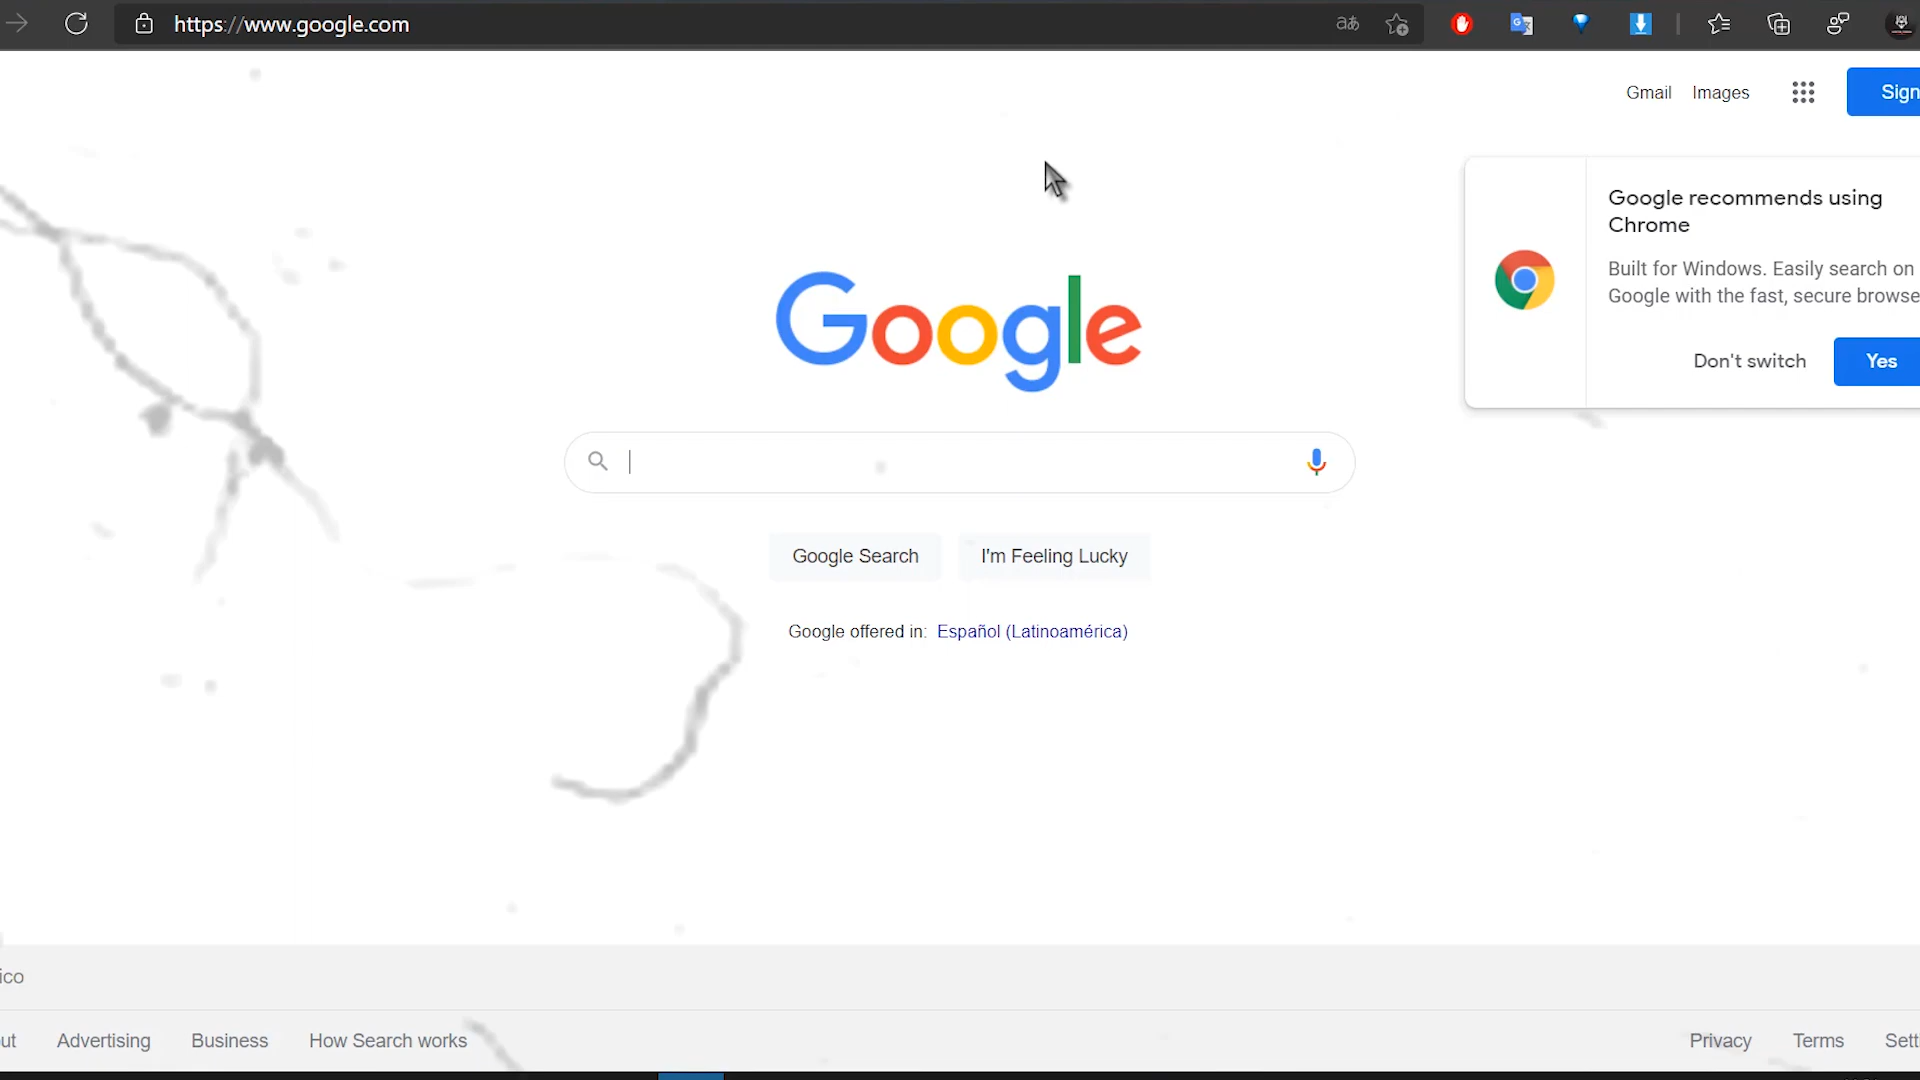 https://www.google.com
Gmail Images
Sign
Google recommends using
Chrome
Built for Windows. Easily search on
Google with the fast, secure browse
Don't switch Yes
Google
Google Search I'm Feeling Lucky
Google offered in: Español (Latinoamérica)
ico
ut Advertising Business How Search works Privacy Terms Sett